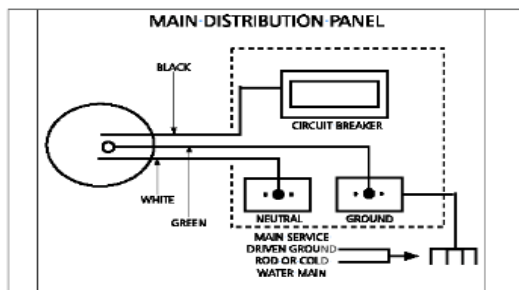 MAIN DISTRIBUTION PANEL
BLACK
CIRCUIT BREAKER
WHITE
GREEN
NEUTRAL
GROUND
MAIN SERVICE
DRIVEN GROUND
ROD OR COLD
WATER MAIN